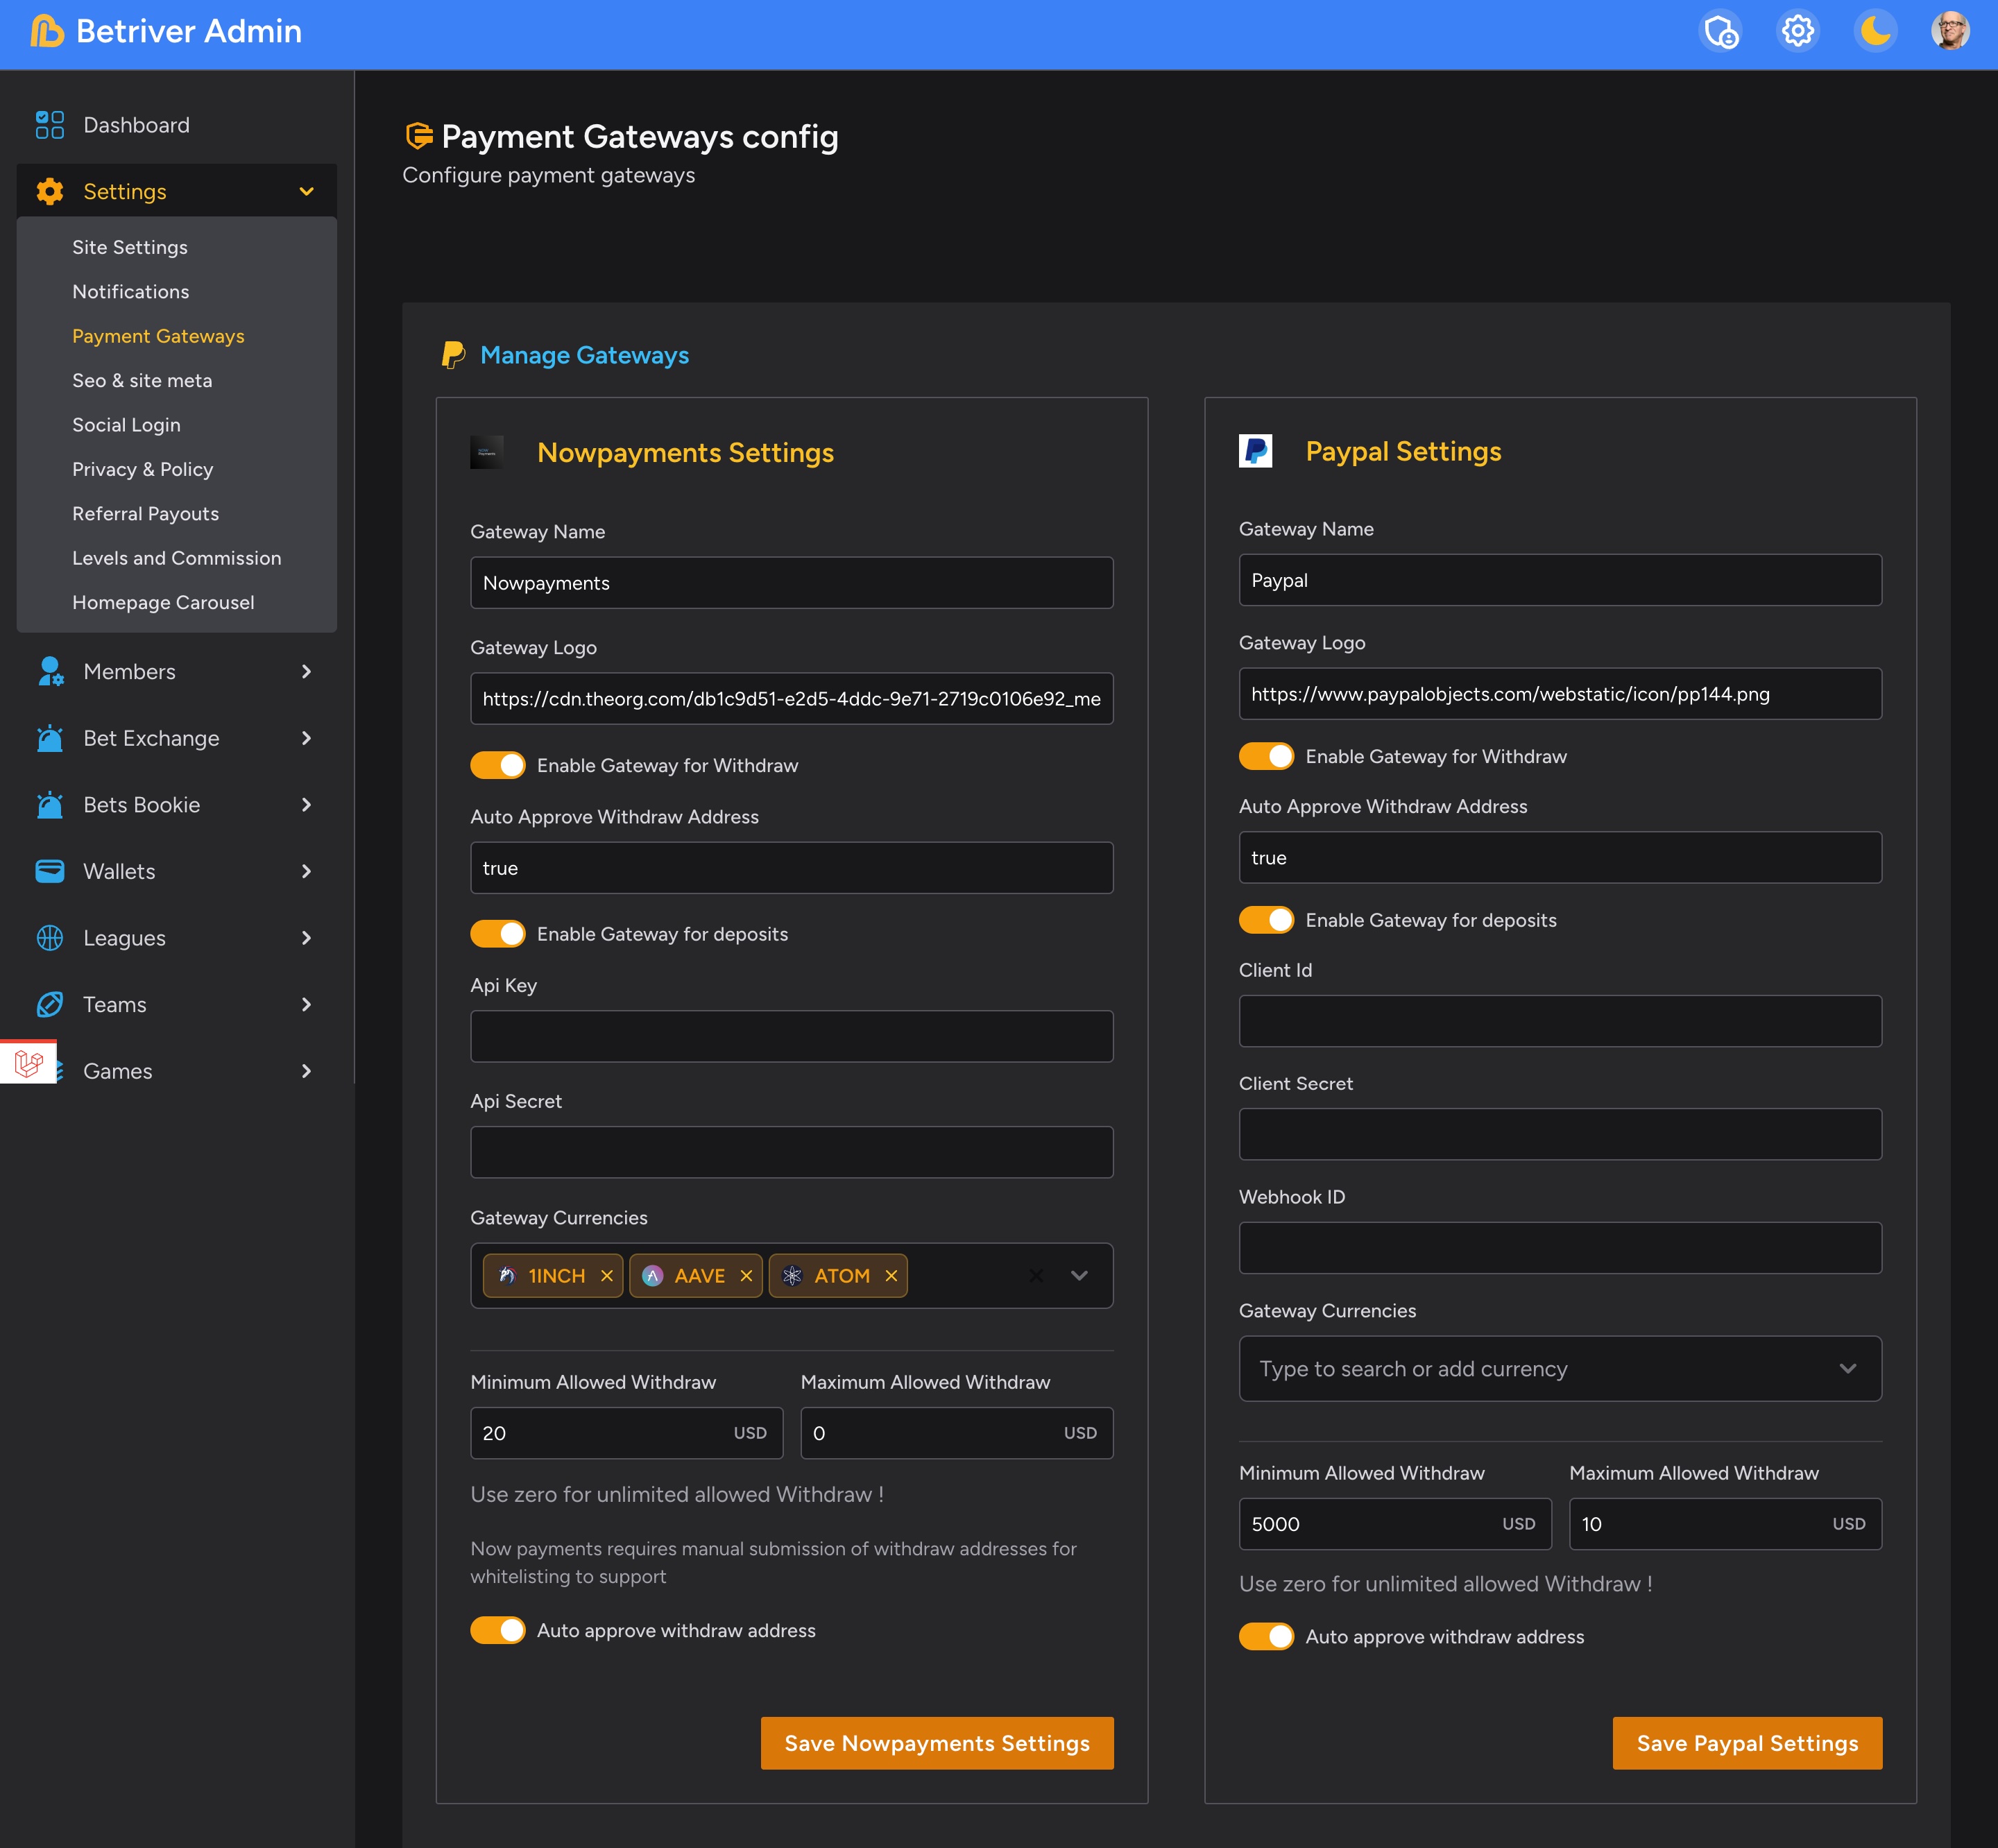 Betriver Admin
Dashboard
Settings
Site Settings
Notifications
Payment Gateways
Seo & site meta
Social Login
Privacy & Policy
Referral Payouts
Levels and Commission
Homepage Carousel
Members
Bet Exchange
Bets Bookie
Wallets
Leagues
Teams
Games
Payment Gateways config
Configure payment gateways
Manage Gateways
Nowpayments Settings
Gateway Name
Nowpayments
Gateway Logo
https://cdn.theorg.com/db1c9d51-e2d5-4ddc-9e71-2719c0106e92_me
Enable Gateway for Withdraw
Auto Approve Withdraw Address
true
Enable Gateway for deposits
Api Key
Api Secret
Gateway Currencies
1INCH
AAVE
ATOM
Minimum Allowed Withdraw
Maximum Allowed Withdraw
20 USD
0 USD
Use zero for unlimited allowed Withdraw !
Now payments requires manual submission of withdraw addresses for
whitelisting to support
Auto approve withdraw address
Save Nowpayments Settings
Paypal Settings
Gateway Name
Paypal
Gateway Logo
https://www.paypalobjects.com/webstatic/icon/pp144.png
Enable Gateway for Withdraw
Auto Approve Withdraw Address
true
Enable Gateway for deposits
Client Id
Client Secret
Webhook ID
Gateway Currencies
Type to search or add currency
Minimum Allowed Withdraw
Maximum Allowed Withdraw
5000 USD
10 USD
Use zero for unlimited allowed Withdraw !
Auto approve withdraw address
Save Paypal Settings